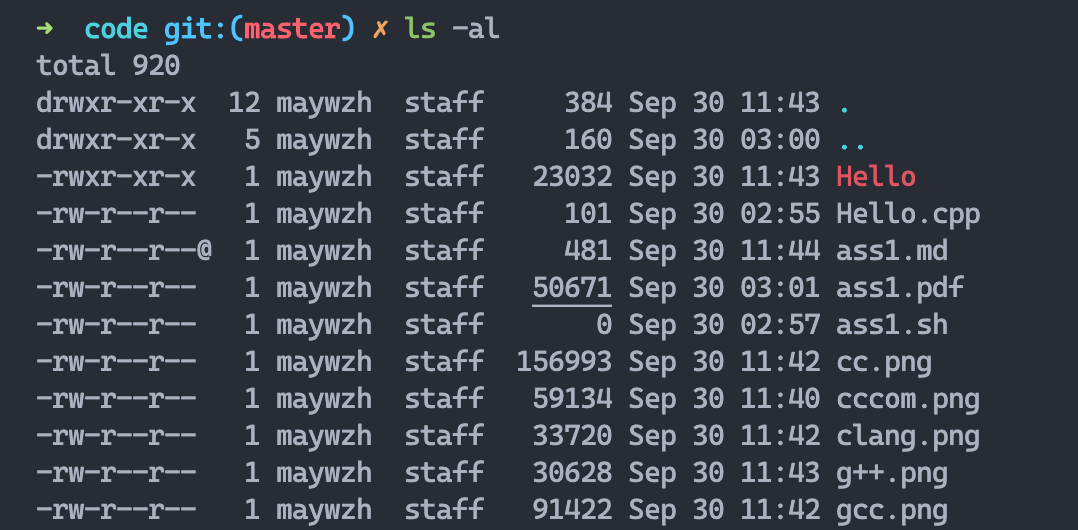 ➜  code git:(master) ✗ ls -al
total 920
drwxr-xr-x  12 maywzh  staff     384 Sep 30 11:43 .
drwxr-xr-x   5 maywzh  staff     160 Sep 30 03:00 ..
-rwxr-xr-x   1 maywzh  staff   23032 Sep 30 11:43 Hello
-rw-r--r--   1 maywzh  staff     101 Sep 30 02:55 Hello.cpp
-rw-r--r--@  1 maywzh  staff     481 Sep 30 11:44 ass1.md
-rw-r--r--   1 maywzh  staff   50671 Sep 30 03:01 ass1.pdf
-rw-r--r--   1 maywzh  staff       0 Sep 30 02:57 ass1.sh
-rw-r--r--   1 maywzh  staff  156993 Sep 30 11:42 cc.png
-rw-r--r--   1 maywzh  staff   59134 Sep 30 11:40 cccom.png
-rw-r--r--   1 maywzh  staff   33720 Sep 30 11:42 clang.png
-rw-r--r--   1 maywzh  staff   30628 Sep 30 11:43 g++.png
-rw-r--r--   1 maywzh  staff   91422 Sep 30 11:42 gcc.png